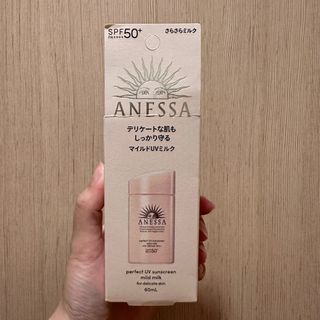 SPF50+
PA++++
さらさらミルク
ANESSA
デリケートな肌も
しっかり守る
マイルドUVミルク
ANESSA
perfect UV sunscreen
mild milk
for delicate skin
60mL